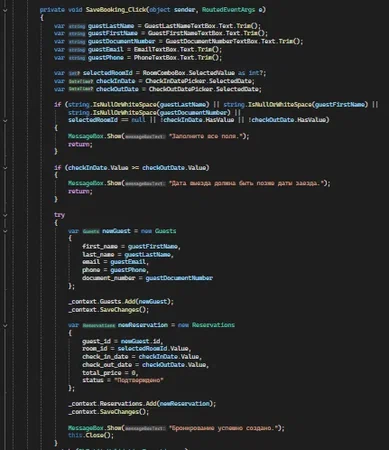 private void SaveBooking_Click(object sender, RoutedEventArgs e)
{
var string guestLastName = GuestLastNameTextBox.Text.Trim();
var string guestFirstName = GuestFirstNameTextBox.Text.Trim();
var string guestDocumentNumber = GuestDocumentNumberTextBox.Text.Trim();
var string guestEmail = EmailTextBox.Text.Trim();
var string guestPhone = PhoneTextBox.Text.Trim();
var int? selectedRoomId = RoomComboBox.SelectedValue as int?;
var DateTime? checkInDate = CheckInDatePicker.SelectedDate;
var DateTime? checkOutDate = CheckOutDatePicker.SelectedDate;
if (string.IsNullOrWhiteSpace(guestLastName) || string.IsNullOrWhiteSpace(guestFirstName) ||
string.IsNullOrWhiteSpace(guestDocumentNumber) ||
selectedRoomId == null || !checkInDate.HasValue || !checkOutDate.HasValue)
{
MessageBox.Show(messageBoxText: "Заполните все поля.");
return;
}
if (checkInDate.Value >= checkOutDate.Value)
{
MessageBox.Show(messageBoxText: "Дата выезда должна быть позже даты заезда.");
return;
}
try
{
var Guests newGuest = new Guests
{
first_name = guestFirstName,
last_name = guestLastName,
email = guestEmail,
phone = guestPhone,
document_number = guestDocumentNumber
};
_context.Guests.Add(newGuest);
_context.SaveChanges();
var Reservations newReservation = new Reservations
{
guest_id = newGuest.id,
room_id = selectedRoomId.Value,
check_in_date = checkInDate.Value,
check_out_date = checkOutDate.Value,
total_price = 0,
status = "Подтверждено"
};
_context.Reservations.Add(newReservation);
_context.SaveChanges();
MessageBox.Show(messageBoxText: "Бронирование успешно создано.");
this.Close();
}